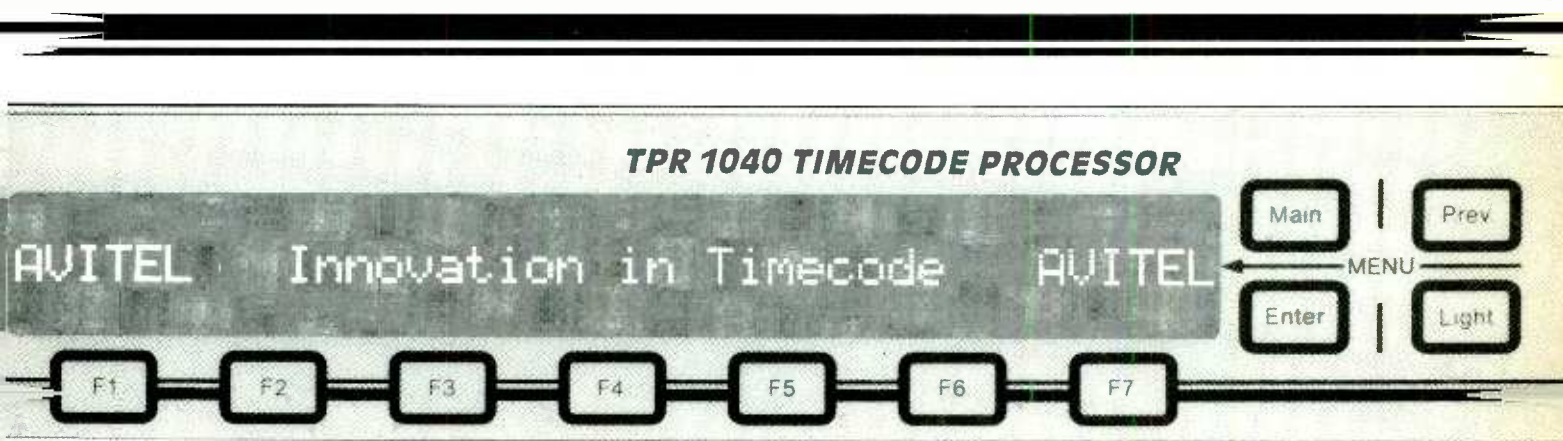 TPR 1040 TIMECODE PROCESSOR
AVITEL Innovation in Timecode AVITEL
Main Prev
MENU
Enter Light
F1 F2 F3 F4 F5 F6 F7